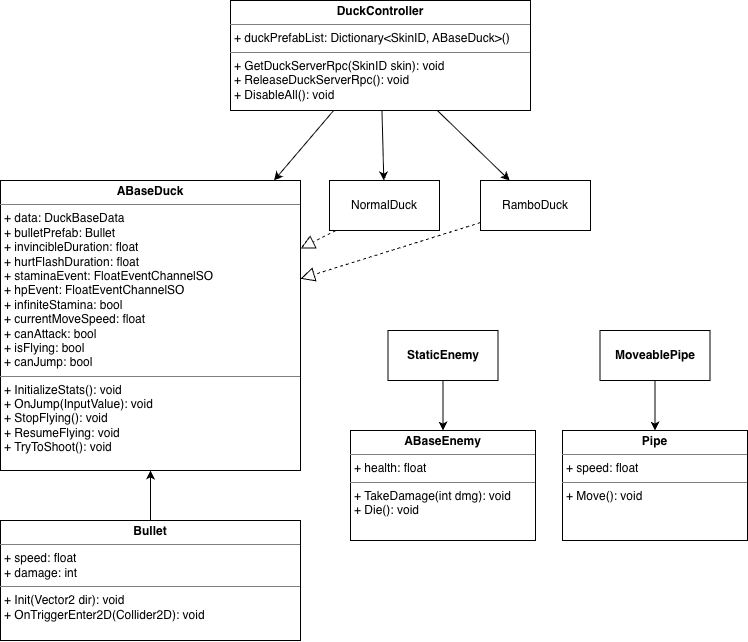 DuckController
+ duckPrefabList: Dictionary<SkinID, ABaseDuck>()
+ GetDuckServerRpc(SkinID skin): void
+ ReleaseDuckServerRpc(): void
+ DisableAll(): void
ABaseDuck
+ data: DuckBaseData
+ bulletPrefab: Bullet
+ invincibleDuration: float
+ hurtFlashDuration: float
+ staminaEvent: FloatEventChannelSO
+ hpEvent: FloatEventChannelSO
+ infiniteStamina: bool
+ currentMoveSpeed: float
+ canAttack: bool
+ isFlying: bool
+ canJump: bool
+ InitializeStats(): void
+ OnJump(InputValue): void
+ StopFlying(): void
+ ResumeFlying: void
+ TryToShoot(): void
NormalDuck
RamboDuck
StaticEnemy
MoveablePipe
ABaseEnemy
+ health: float
+ TakeDamage(int dmg): void
+ Die(): void
Pipe
+ speed: float
+ Move(): void
Bullet
+ speed: float
+ damage: int
+ Init(Vector2 dir): void
+ OnTriggerEnter2D(Collider2D): void